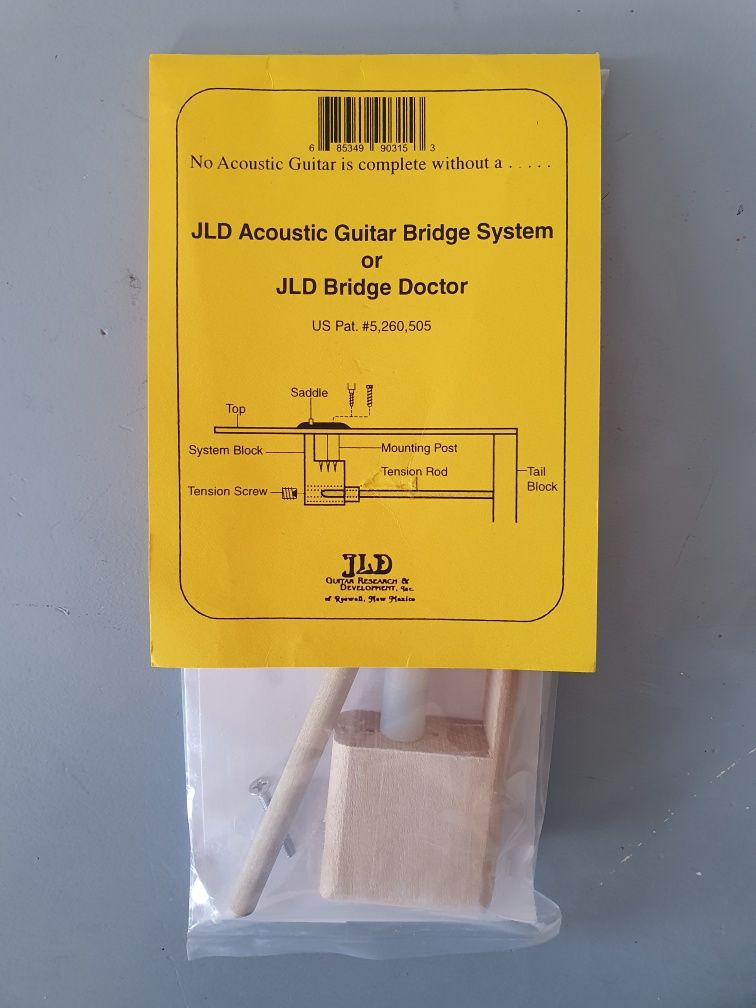 6 85349 90315 3
No Acoustic Guitar is complete without a . . . . .
JLD Acoustic Guitar Bridge System
or
JLD Bridge Doctor
US Pat. #5,260,505
Saddle
Top
System Block
Mounting Post
Tension Rod
Tail
Block
Tension Screw
JLD
Guitar Research &
Development, Inc.
of Roswell, New Mexico